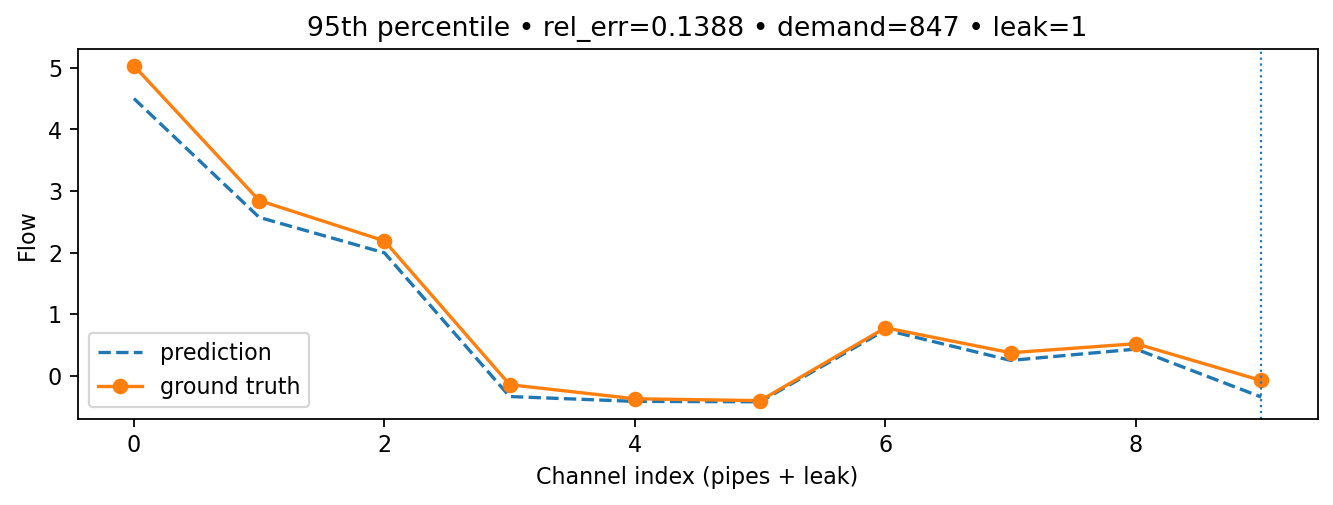 95th percentile • rel_err=0.1388 • demand=847 • leak=1
5
4
3
2
1
0
Flow
prediction
ground truth
0 2 4 6 8
Channel index (pipes + leak)